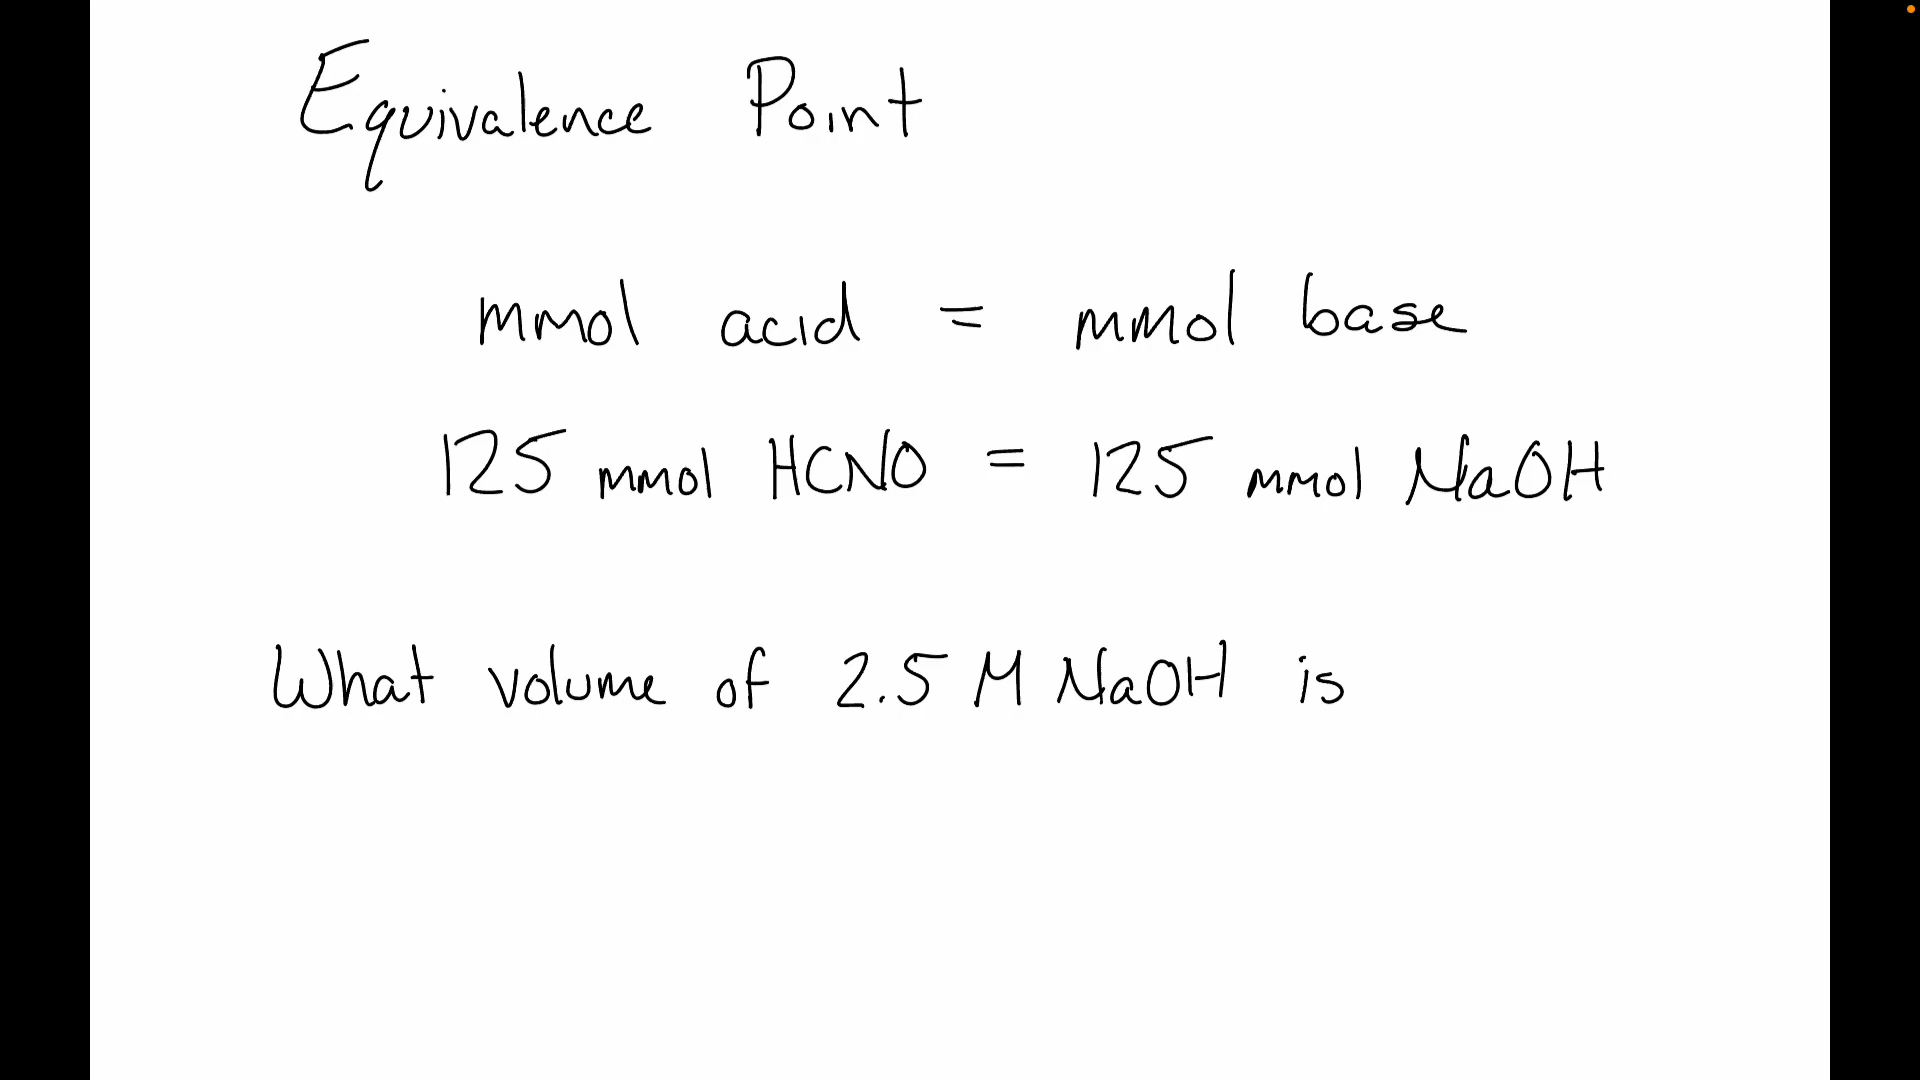 Equivalence Point
mmol acid = mmol base
125 mmol HCNO = 125 mmol NaOH
What volume of 2.5 M NaOH is